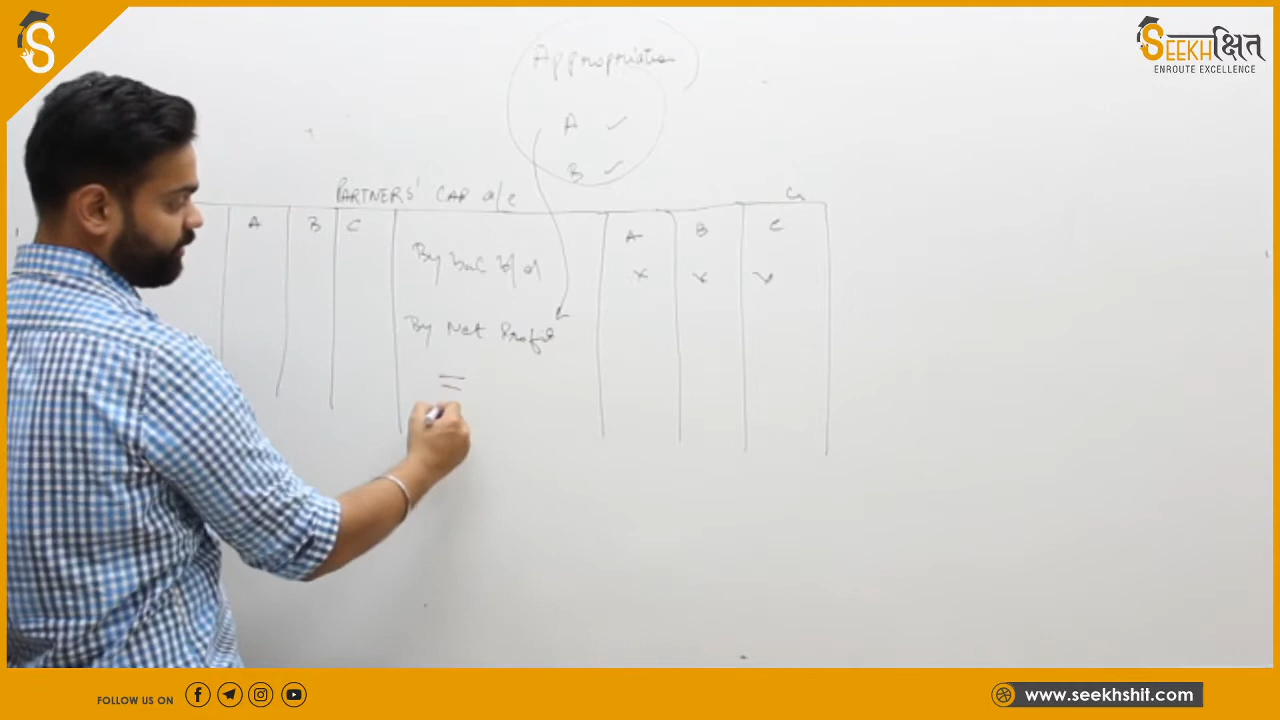 S
SEEKHक्षित
ENROUTE EXCELLENCE
Appropriation
A ✓
B ✓
PARTNERS' CAP a/c
Cr
A B C
A B C
By bal b/d x x x
By Net Profit
=
FOLLOW US ON
www.seekhshit.com